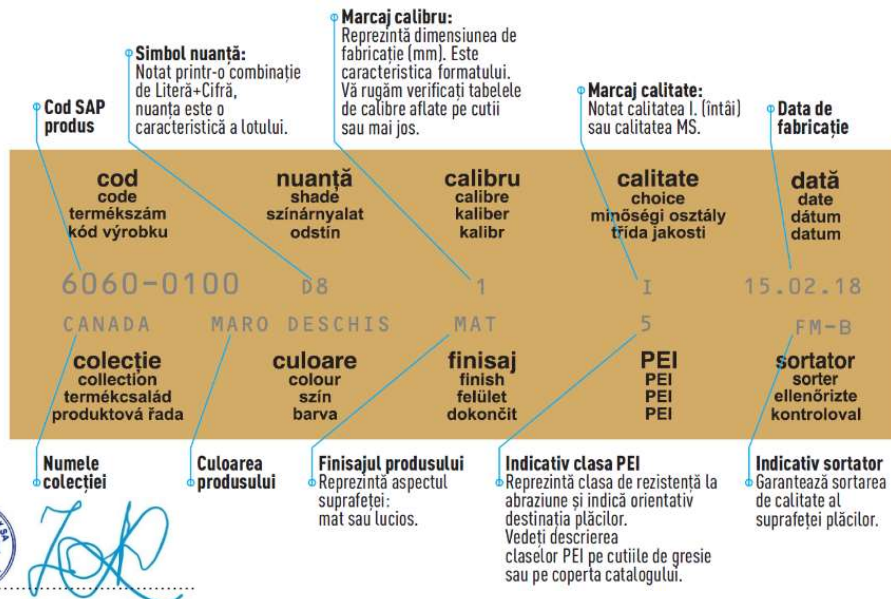 Marcaj calibru:
Reprezintă dimensiunea de
fabricație (mm). Este
caracteristica formatului.
Vă rugăm verificați tabelele
de calibre aflate pe cutii
sau mai jos.
Simbol nuanță:
Notat printr-o combinație
de Literă+Cifră,
nuanța este o
caracteristică a lotului.
Marcaj calitate:
Notat calitatea I. (întâi)
sau calitatea MS.
Cod SAP
produs
Data de
fabricație
cod
code
termékszám
kód výrobku
nuanță
shade
színárnyalat
odstín
calibru
calibre
kaliber
kalibr
calitate
choice
minőségi osztály
třída jakosti
dată
date
dátum
datum
6060-0100 D8 1 I 15.02.18
CANADA MARO DESCHIS MAT 5 FM-B
colecție
collection
termékcsalád
produktová řada
culoare
colour
szín
barva
finisaj
finish
felület
dokončit
PEI
PEI
PEI
PEI
sortator
sorter
ellenőrizte
kontroloval
Numele
colecției
Culoarea
produsului
Finisajul produsului
Reprezintă aspectul
suprafeței:
mat sau lucios.
Indicativ clasa PEI
Reprezintă clasa de rezistență la
abraziune și indică orientativ
destinația plăcilor.
Vedeți descrierea
claselor PEI pe cutiile de gresie
sau pe coperta catalogului.
Indicativ sortator
Garantează sortarea
de calitate al
suprafeței plăcilor.
SA